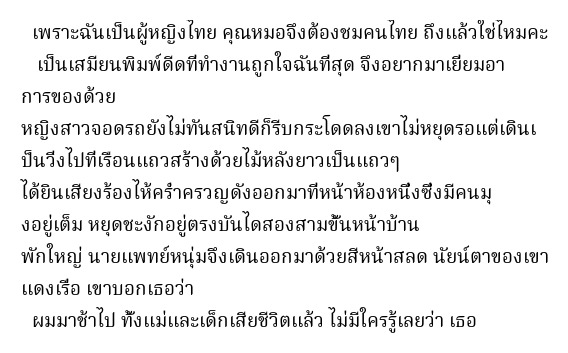 เพราะฉันเป็นผู้หญิงไทย คุณหมอจึงต้องชมคนไทย ถึงแล้วใช่ไหมคะ
เป็นเสมียนพิมพ์ดีดที่ทำงานถูกใจฉันที่สุด จึงอยากมาเยี่ยมอา
การของด้วย
หญิงสาวจอดรถยังไม่ทันสนิทดีก็รีบกระโดดลงเขาไม่หยุดรอแต่เดินเ
ป็นวิ่งไปที่เรือนแถวสร้างด้วยไม้หลังยาวเป็นแถวๆ
ได้ยินเสียงร้องไห้คร่ำครวญดังออกมาที่หน้าห้องหนึ่งซึ่งมีคนมุ
งอยู่เต็ม หยุดชะงักอยู่ตรงบันไดสองสามขั้นหน้าบ้าน
พักใหญ่ นายแพทย์หนุ่มจึงเดินออกมาด้วยสีหน้าสลด นัยน์ตาของเขา
แดงเรื่อ เขาบอกเธอว่า
ผมมาช้าไป ทั้งแม่และเด็กเสียชีวิตแล้ว ไม่มีใครรู้เลยว่า เธอ